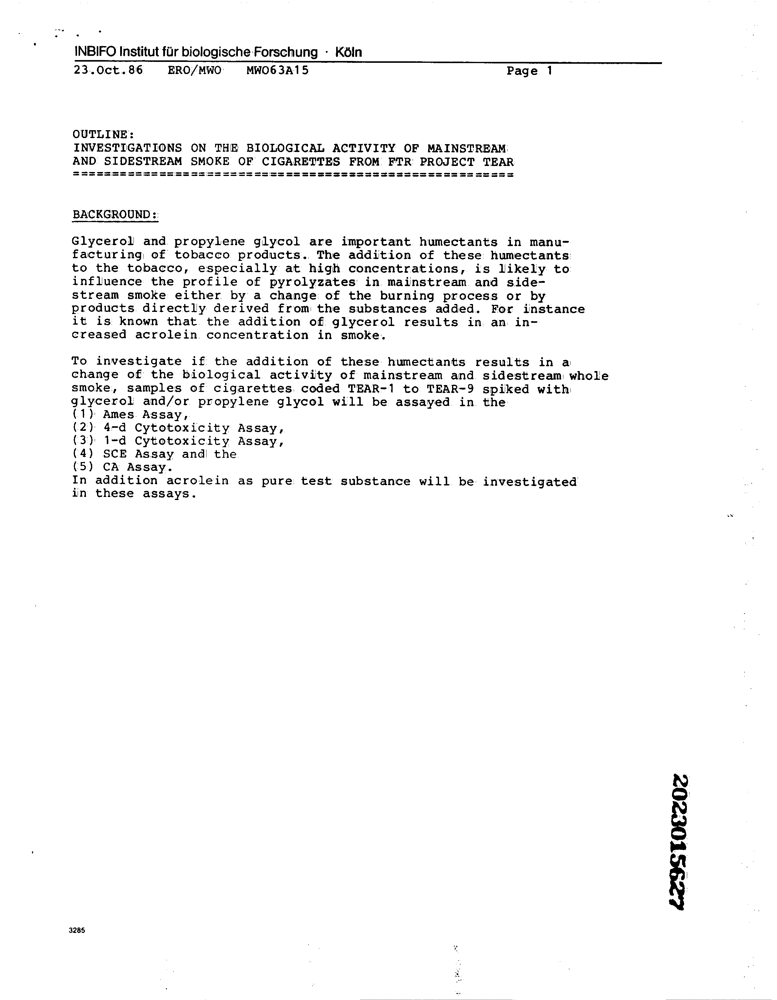 INBIFO Institut für biologische Forschung · Köln
23.Oct.86 ERO/MWO MWO63A15 Page 1
OUTLINE:
INVESTIGATIONS ON THE BIOLOGICAL ACTIVITY OF MAINSTREAM
AND SIDESTREAM SMOKE OF CIGARETTES FROM FTR PROJECT TEAR
========================================================
BACKGROUND:
Glycerol and propylene glycol are important humectants in manu-
facturing of tobacco products. The addition of these humectants
to the tobacco, especially at high concentrations, is likely to
influence the profile of pyrolyzates in mainstream and side-
stream smoke either by a change of the burning process or by
products directly derived from the substances added. For instance
it is known that the addition of glycerol results in an in-
creased acrolein concentration in smoke.
To investigate if the addition of these humectants results in a
change of the biological activity of mainstream and sidestream whole
smoke, samples of cigarettes coded TEAR-1 to TEAR-9 spiked with
glycerol and/or propylene glycol will be assayed in the
(1) Ames Assay,
(2) 4-d Cytotoxicity Assay,
(3) 1-d Cytotoxicity Assay,
(4) SCE Assay and the
(5) CA Assay.
In addition acrolein as pure test substance will be investigated
in these assays.
2023015627
3285